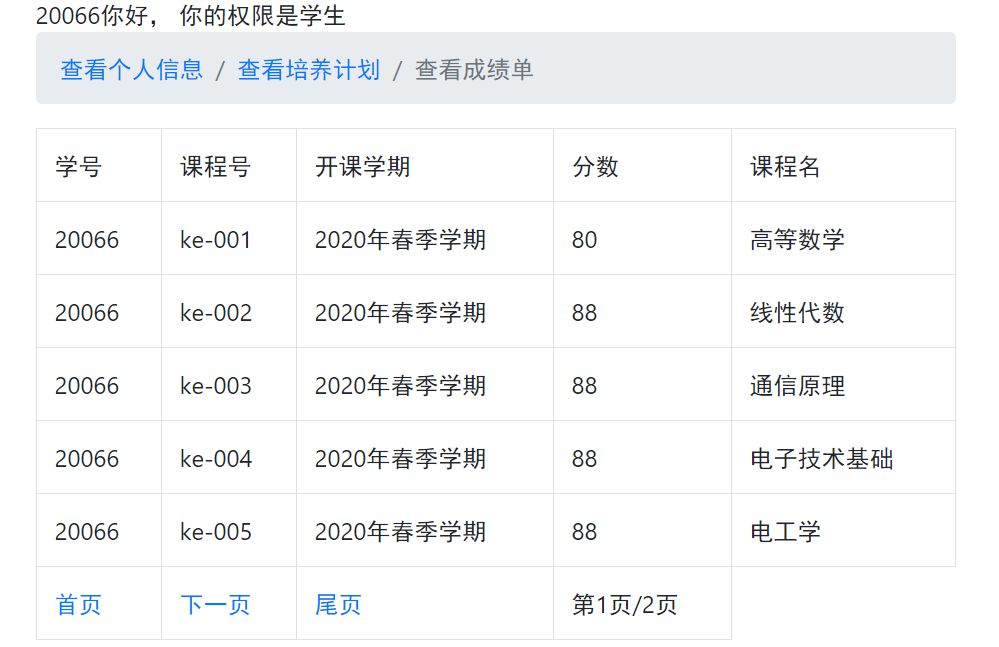 20066你好， 你的权限是学生
查看个人信息 / 查看培养计划 / 查看成绩单
学号 课程号 开课学期 分数 课程名
20066 ke-001 2020年春季学期 80 高等数学
20066 ke-002 2020年春季学期 88 线性代数
20066 ke-003 2020年春季学期 88 通信原理
20066 ke-004 2020年春季学期 88 电子技术基础
20066 ke-005 2020年春季学期 88 电工学
首页 下一页 尾页 第1页/2页